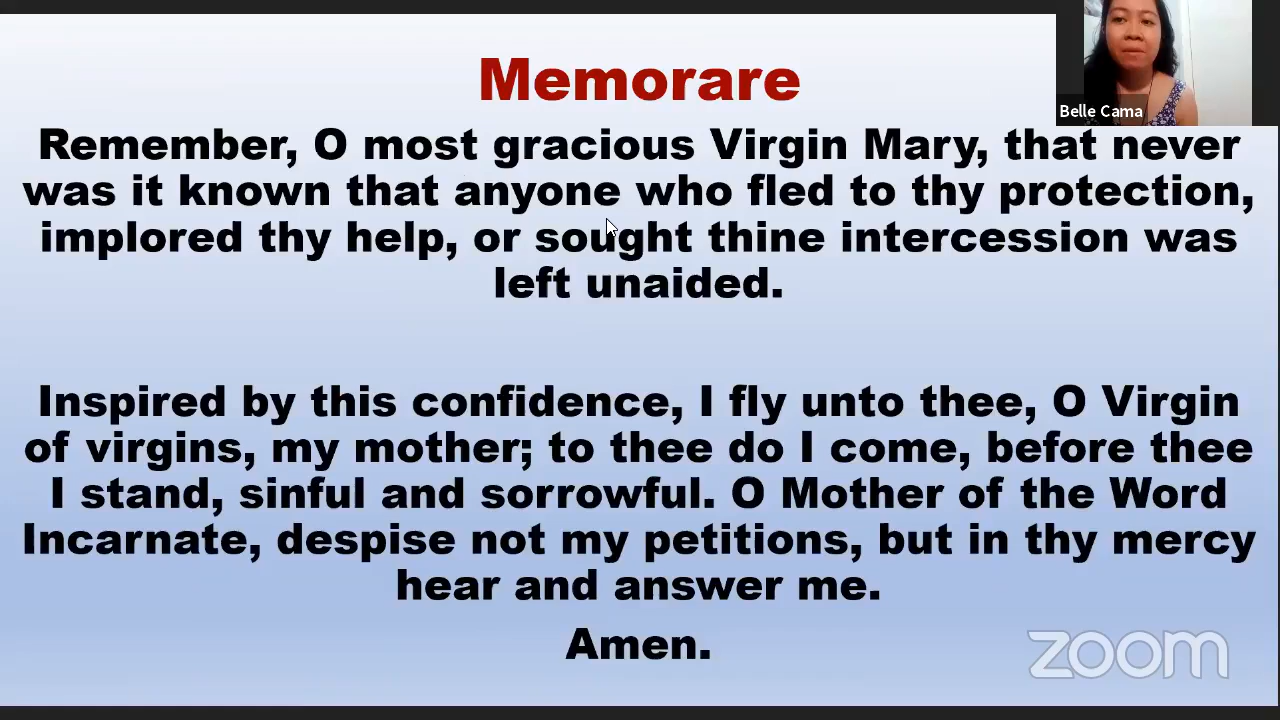 Memorare
Belle Cama
Remember, O most gracious Virgin Mary, that never
was it known that anyone who fled to thy protection,
implored thy help, or sought thine intercession was
left unaided.
Inspired by this confidence, I fly unto thee, O Virgin
of virgins, my mother; to thee do I come, before thee
I stand, sinful and sorrowful. O Mother of the Word
Incarnate, despise not my petitions, but in thy mercy
hear and answer me.
Amen.
zoom